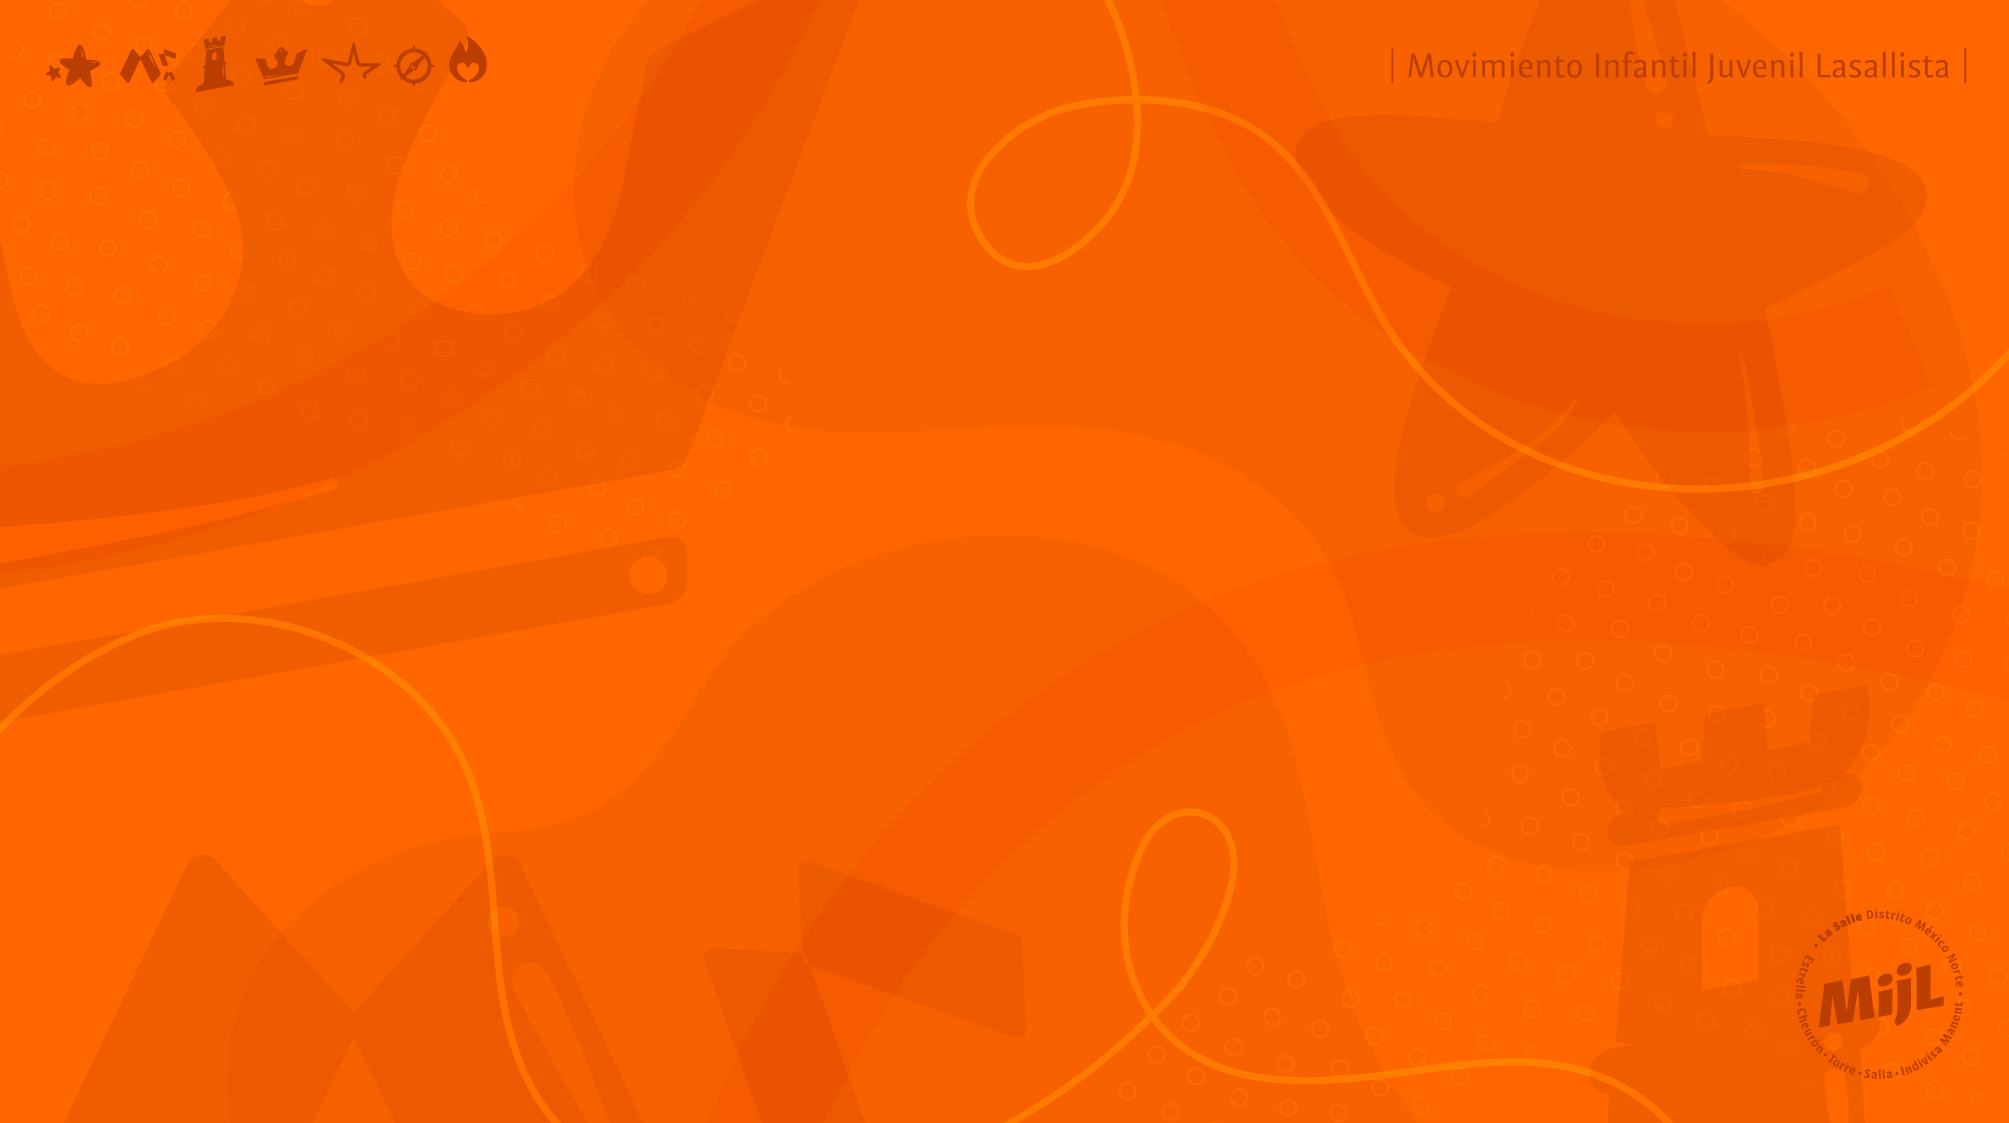 | Movimiento Infantil Juvenil Lasallista |
• La Salle Distrito México Norte •
Estrella • Cheurón • Torre • Salla • Indivisa Manent
MijL